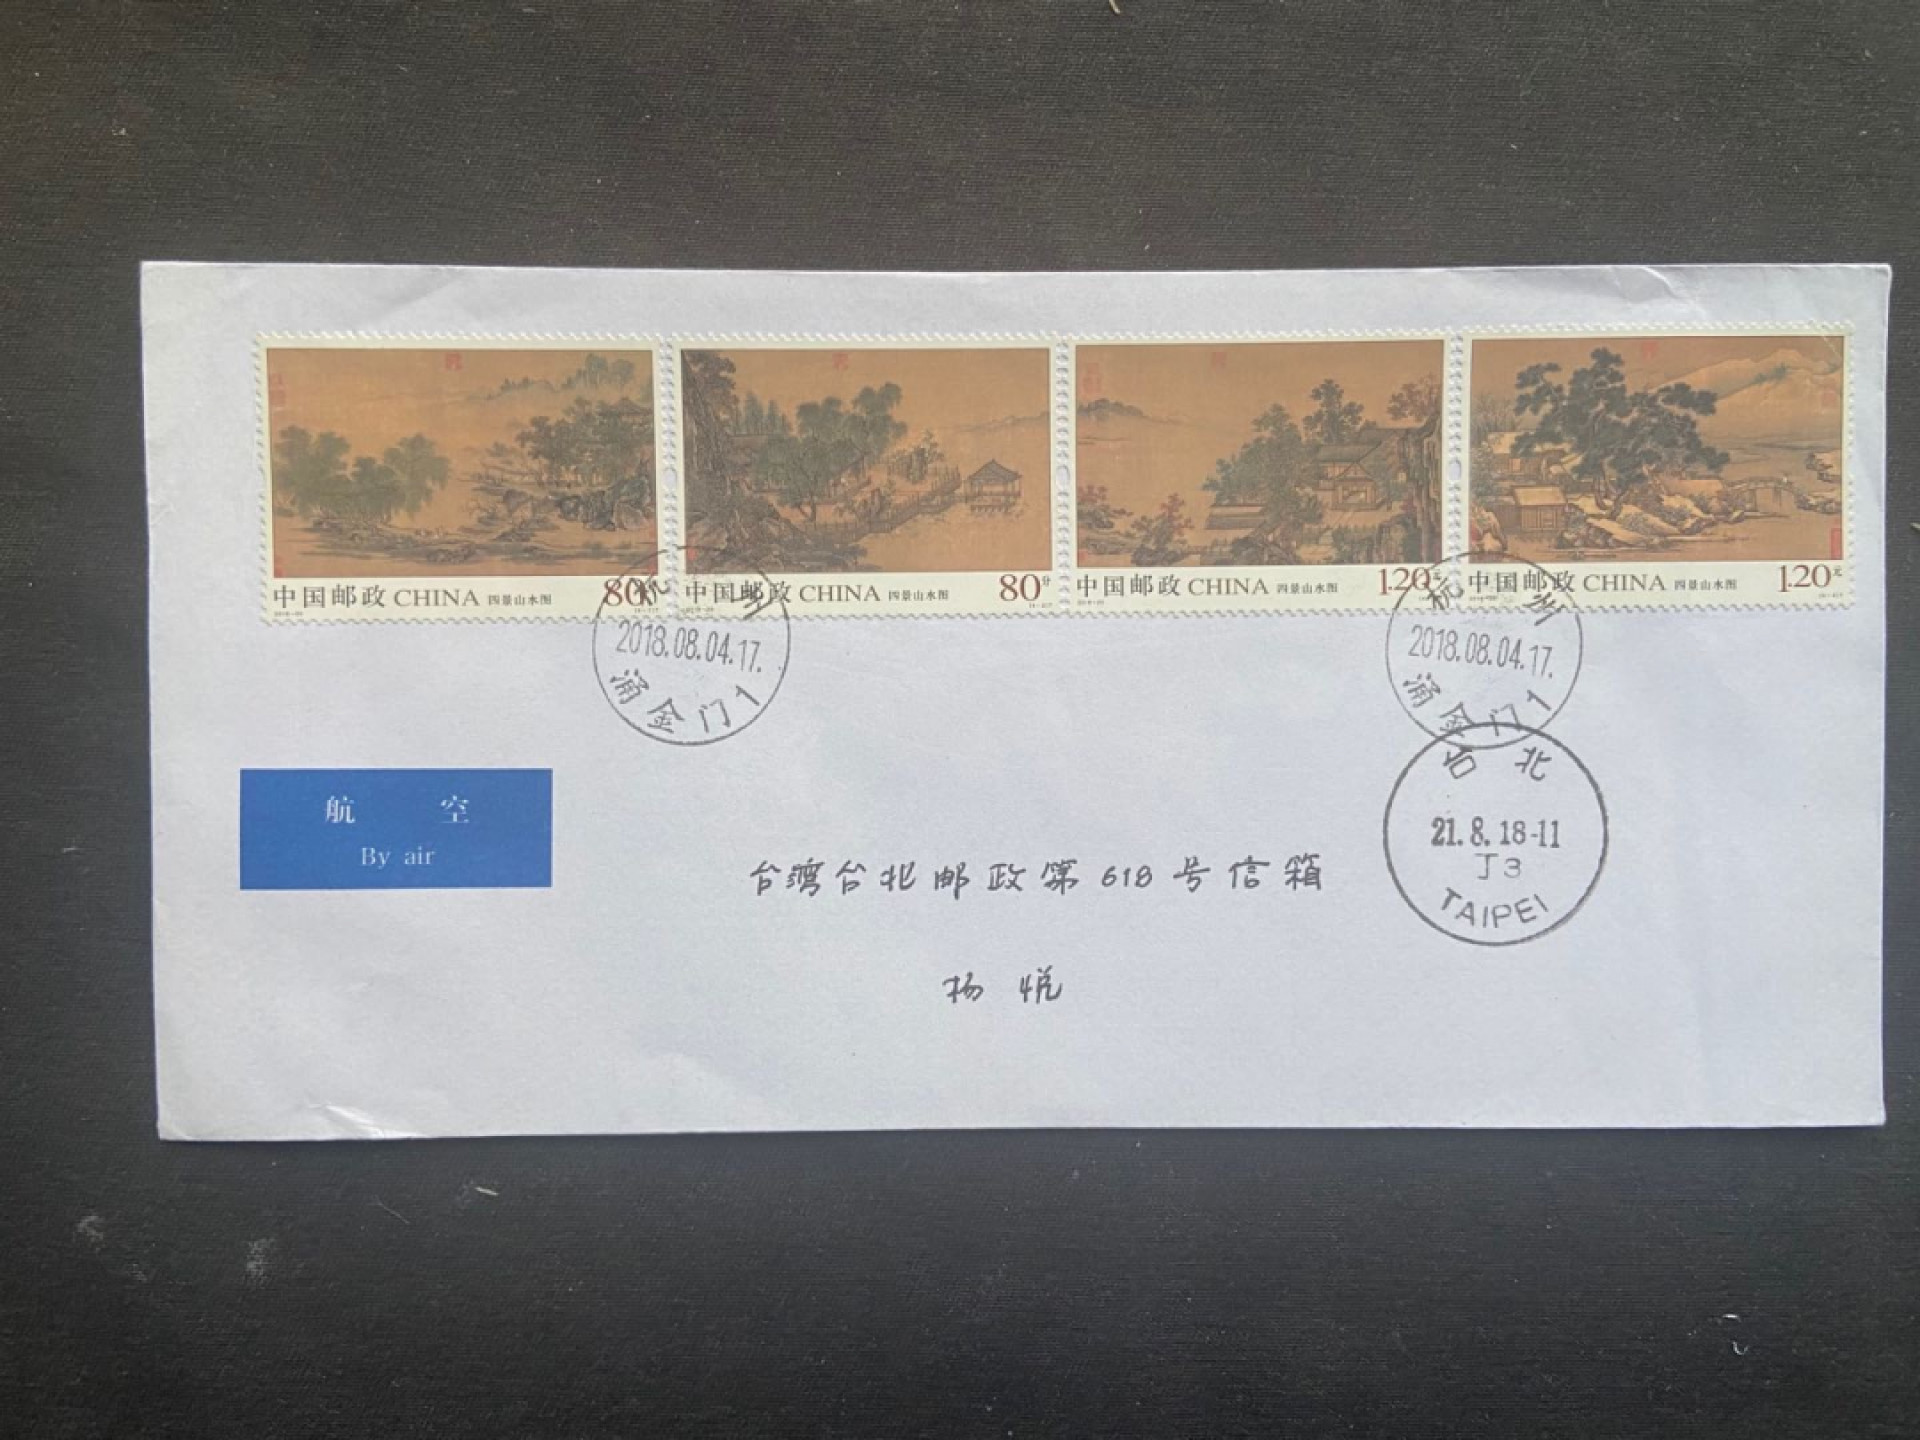 中国邮政 CHINA 四景山水图 80分
中国邮政 CHINA 四景山水图 80分
中国邮政 CHINA 四景山水图 1.20元
中国邮政 CHINA 四景山水图 1.20元
杭州
2018.08.04.17.
涌金门1
杭州
2018.08.04.17.
涌金门1
台北
21.8.18-11
J3
TAIPEI
航空
By air
台湾台北邮政第618号信箱
杨悦